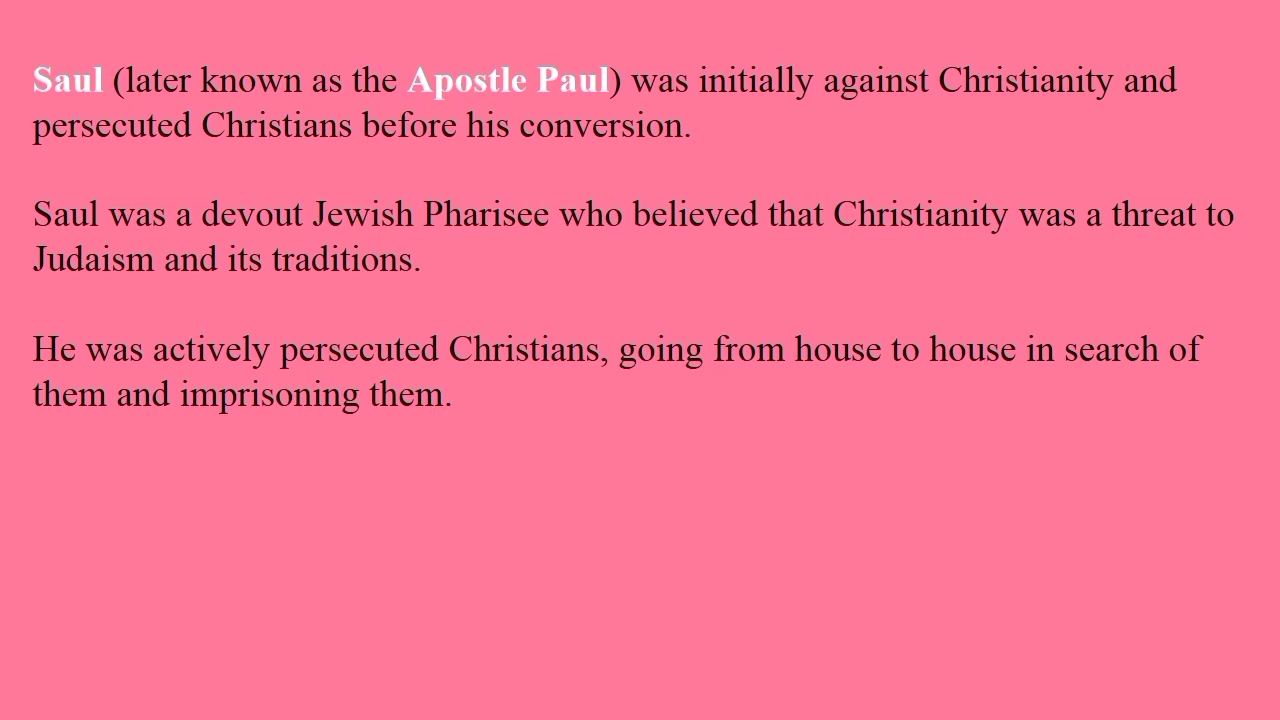 Saul (later known as the Apostle Paul) was initially against Christianity and
persecuted Christians before his conversion.
Saul was a devout Jewish Pharisee who believed that Christianity was a threat to
Judaism and its traditions.
He was actively persecuted Christians, going from house to house in search of
them and imprisoning them.